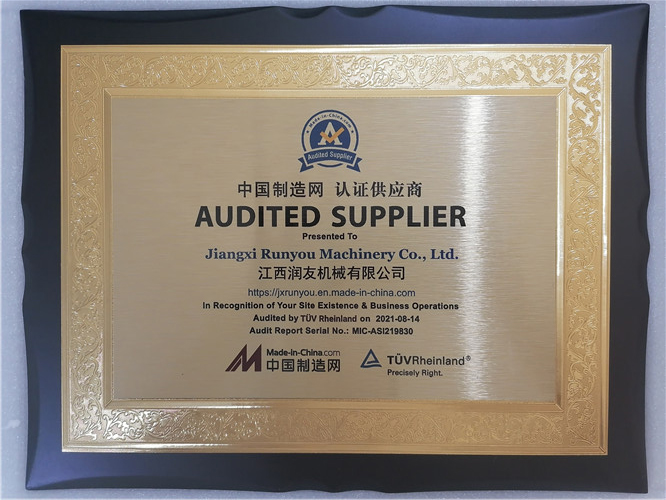 Made-in-China.com
Audited Supplier
中国制造网 认证供应商
AUDITED SUPPLIER
Presented To
Jiangxi Runyou Machinery Co., Ltd.
江西润友机械有限公司
https://jxrunyou.en.made-in-china.com
In Recognition of Your Site Existence & Business Operations
Audited by TÜV Rheinland on 2021-08-14
Audit Report Serial No.: MIC-ASI219830
Made-in-China.com
中国制造网
TÜVRheinland®
Precisely Right.